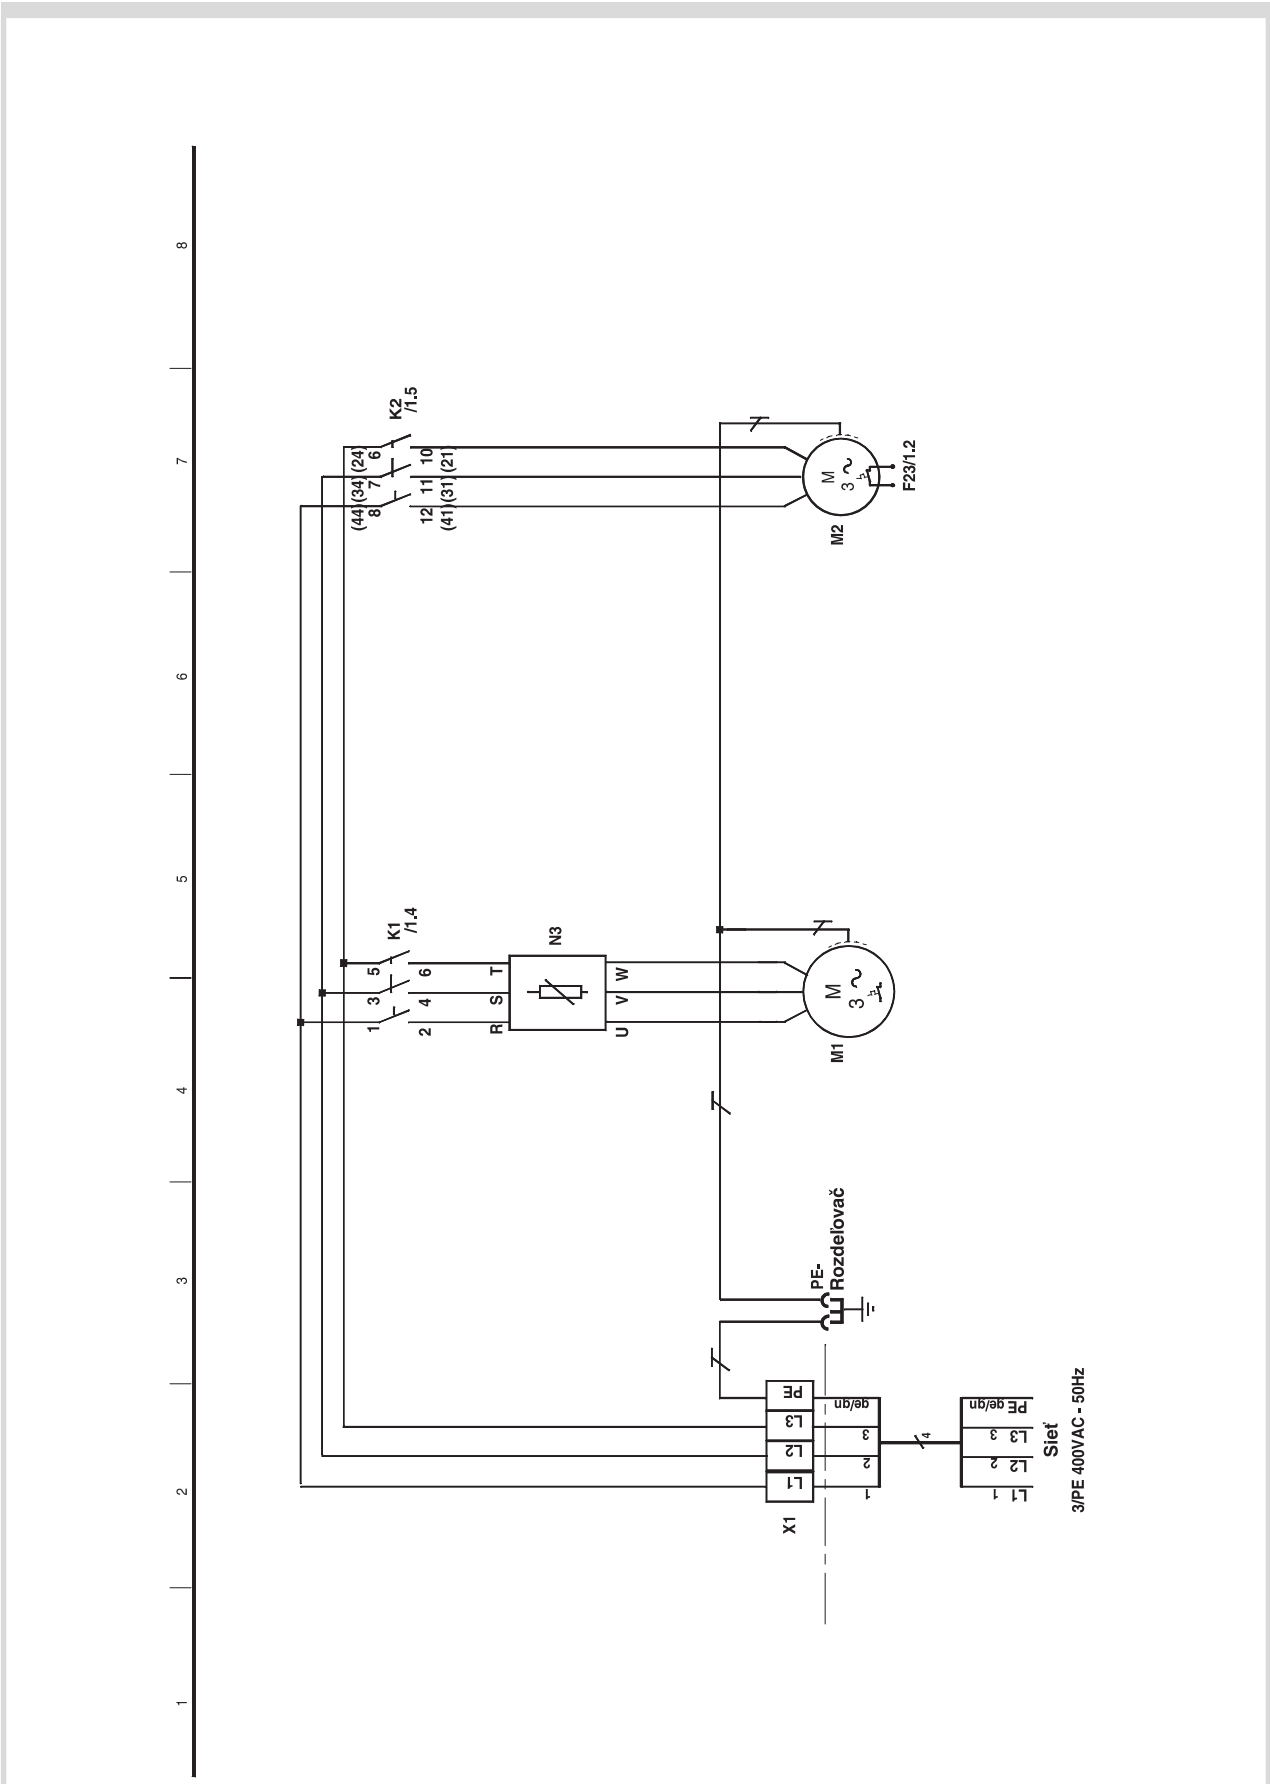 1
2
3
4
5
6
7
8
K1
/1.4
1
3
5
2
4
6
R
S
T
N3
U
V
W
M1
M
3
~
K2
/1.5
(44)
(34)
(24)
8
7
6
12
11
10
(41)
(31)
(21)
M2
M
3
~
F23/1.2
PE-
Rozdeľovač
X1
L1
L2
L3
PE
1
2
3
ge/gn
4
1
2
3
ge/gn
L1
L2
L3
PE
Sieť
3/PE 400VAC - 50Hz